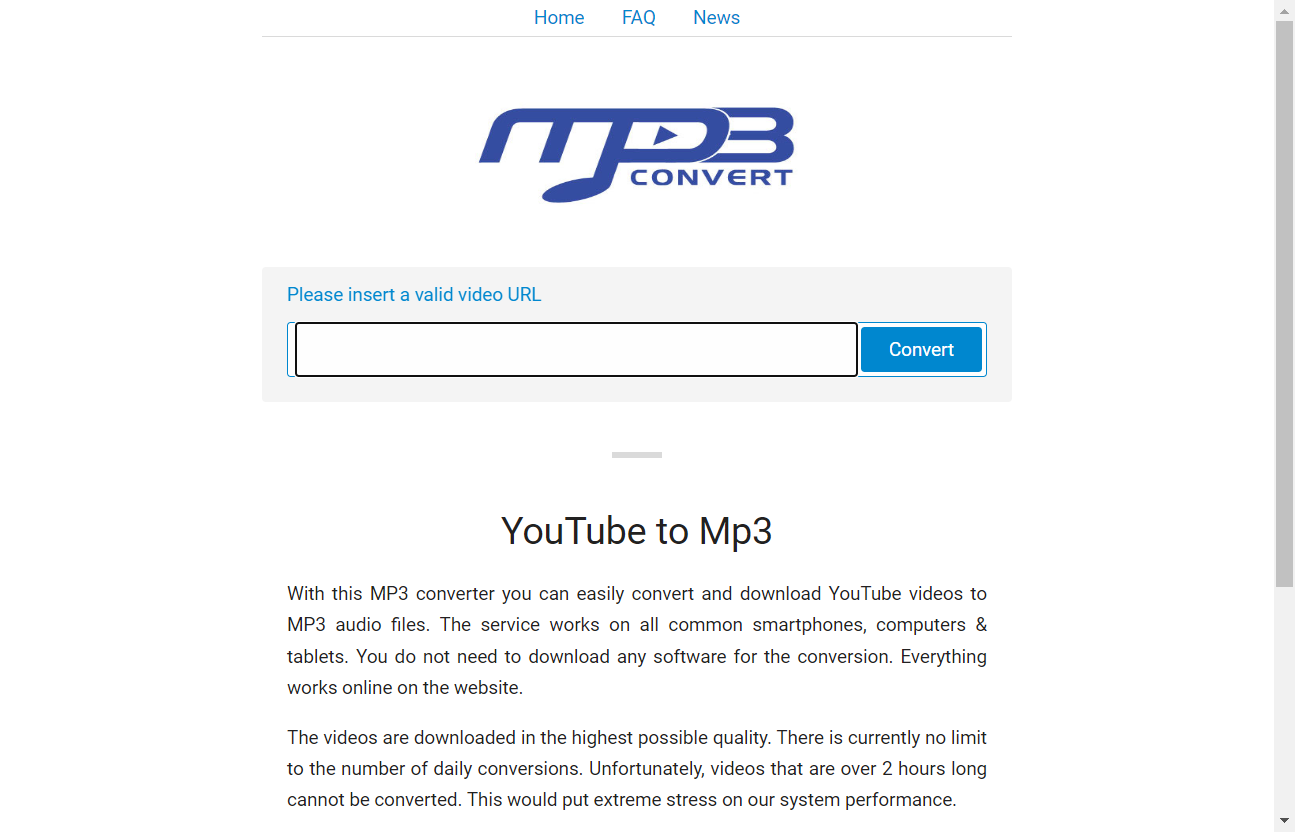 Home FAQ News
mp3
CONVERT
Please insert a valid video URL
Convert
YouTube to Mp3
With this MP3 converter you can easily convert and download YouTube videos to
MP3 audio files. The service works on all common smartphones, computers &
tablets. You do not need to download any software for the conversion. Everything
works online on the website.
The videos are downloaded in the highest possible quality. There is currently no limit
to the number of daily conversions. Unfortunately, videos that are over 2 hours long
cannot be converted. This would put extreme stress on our system performance.